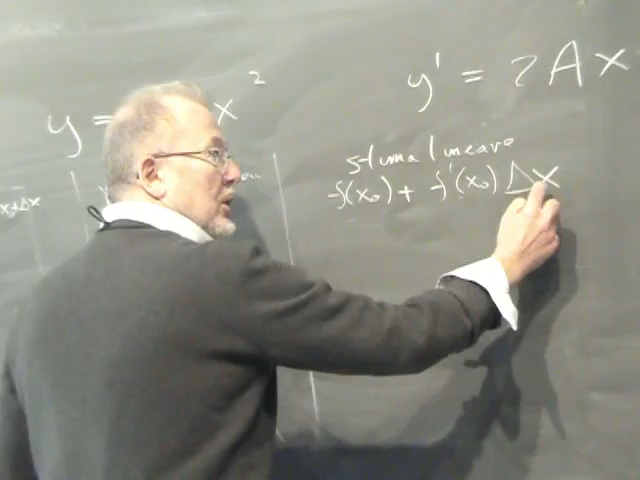 y = x²
y' = 2Ax
stima lineare
f(x₀) + f'(x₀) Δx